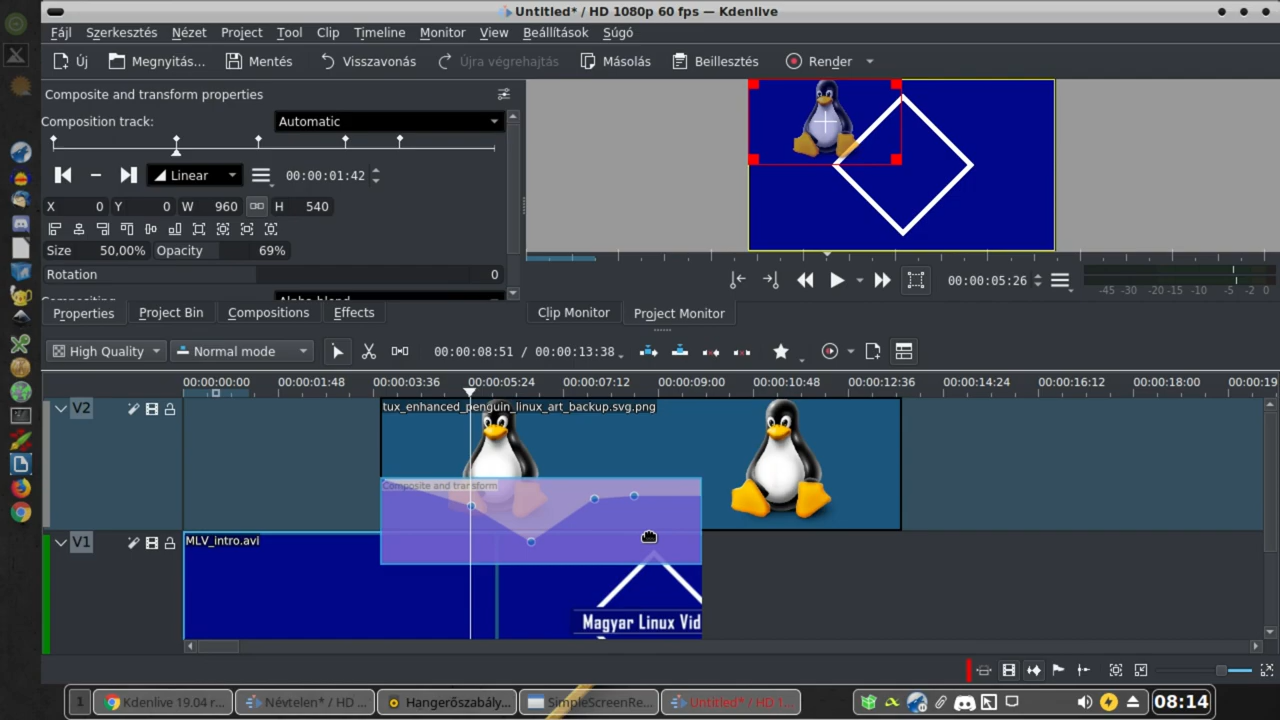 Untitled* / HD 1080p 60 fps — Kdenlive
Fájl Szerkesztés Nézet Project Tool Clip Timeline Monitor View Beállítások Súgó
Új Megnyitás... Mentés Visszavonás Újra végrehajtás Másolás Beillesztés Render
Composite and transform properties
Composition track: Automatic
Linear 00:00:01:42
X 0 Y 0 W 960 H 540
Size 50,00% Opacity 69%
Rotation 0
00:00:05:26
-45 -30 -20 -15 -10 -5 -2 0
Properties Project Bin Compositions Effects Clip Monitor Project Monitor
High Quality Normal mode 00:00:08:51 / 00:00:13:38
00:00:00:00 00:00:01:48 00:00:03:36 00:00:05:24 00:00:07:12 00:00:09:00 00:00:10:48 00:00:12:36 00:00:14:24 00:00:16:12 00:00:18:00 00:00:19
V2
tux_enhanced_penguin_linux_art_backup.svg.png
Composite and transform
V1
MLV_intro.avi
Magyar Linux Vid
1 Kdenlive 19.04 r... Névtelen* / HD ... Hangerőszabály... SimpleScreenRe... Untitled* / HD 1... 08:14